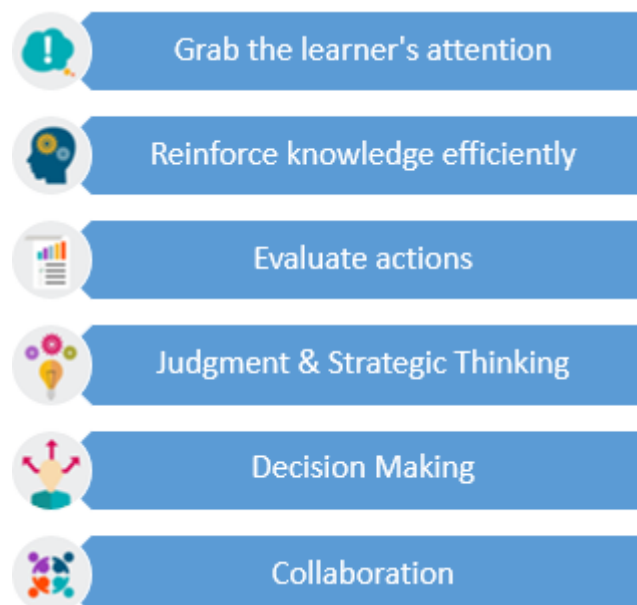 Grab the learner's attention
Reinforce knowledge efficiently
Evaluate actions
Judgment & Strategic Thinking
Decision Making
Collaboration